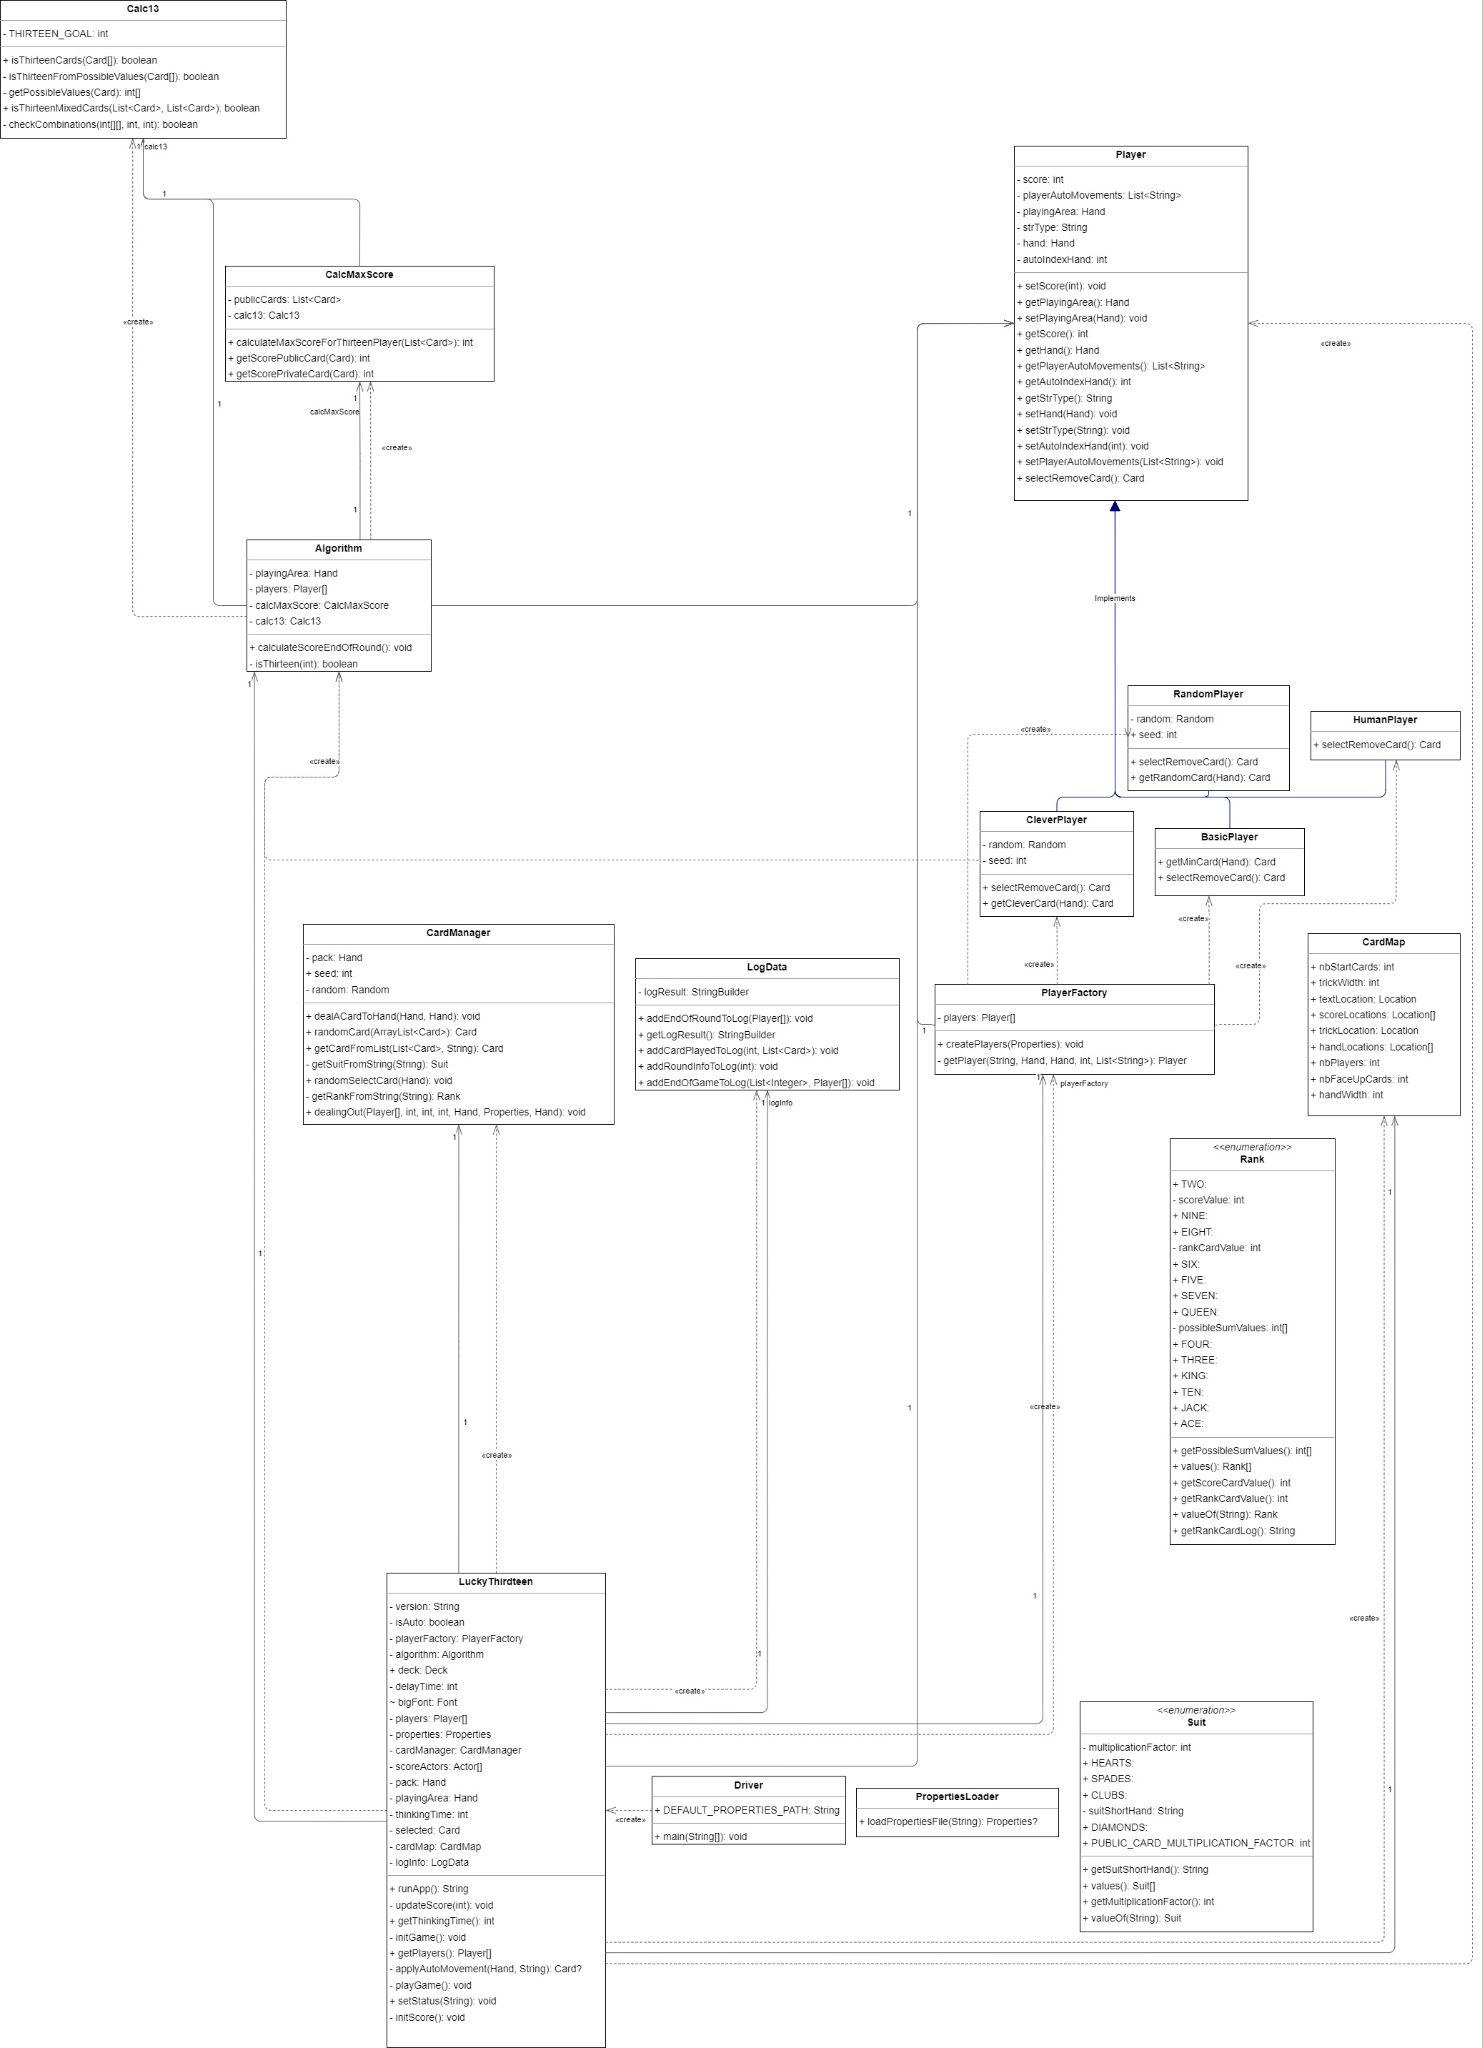 Calc13
- THIRTEEN_GOAL: int
+ isThirteenCards(Card[]): boolean
- isThirteenFromPossibleValues(Card[]): boolean
- getPossibleValues(Card): int[]
+ isThirteenMixedCards(List<Card>, List<Card>): boolean
- checkCombinations(int[][], int, int): boolean
1
calc13
1
«create»
1
CalcMaxScore
- publicCards: List<Card>
- calc13: Calc13
+ calculateMaxScoreForThirteenPlayer(List<Card>): int
+ getScorePublicCard(Card): int
+ getScorePrivateCard(Card): int
1
calcMaxScore
«create»
1
Player
- score: int
- playerAutoMovements: List<String>
- playingArea: Hand
- strType: String
- hand: Hand
- autoIndexHand: int
+ setScore(int): void
+ getPlayingArea(): Hand
+ setPlayingArea(Hand): void
+ getScore(): int
+ getHand(): Hand
+ getPlayerAutoMovements(): List<String>
+ getAutoIndexHand(): int
+ getStrType(): String
+ setHand(Hand): void
+ setStrType(String): void
+ setAutoIndexHand(int): void
+ setPlayerAutoMovements(List<String>): void
+ selectRemoveCard(): Card
«create»
1
Algorithm
- playingArea: Hand
- players: Player[]
- calcMaxScore: CalcMaxScore
- calc13: Calc13
+ calculateScoreEndOfRound(): void
- isThirteen(int): boolean
1
«create»
Implements
RandomPlayer
- random: Random
+ seed: int
+ selectRemoveCard(): Card
+ getRandomCard(Hand): Card
«create»
HumanPlayer
+ selectRemoveCard(): Card
CleverPlayer
- random: Random
- seed: int
+ selectRemoveCard(): Card
+ getCleverCard(Hand): Card
BasicPlayer
+ getMinCard(Hand): Card
+ selectRemoveCard(): Card
«create»
«create»
«create»
CardManager
- pack: Hand
+ seed: int
- random: Random
+ dealACardToHand(Hand, Hand): void
+ randomCard(ArrayList<Card>): Card
+ getCardFromList(List<Card>, String): Card
- getSuitFromString(String): Suit
+ randomSelectCard(Hand): void
- getRankFromString(String): Rank
+ dealingOut(Player[], int, int, int, Hand, Properties, Hand): void
1
LogData
- logResult: StringBuilder
+ addEndOfRoundToLog(Player[]): void
+ getLogResult(): StringBuilder
+ addCardPlayedToLog(int, List<Card>): void
+ addRoundInfoToLog(int): void
+ addEndOfGameToLog(List<Integer>, Player[]): void
1
logInfo
PlayerFactory
- players: Player[]
+ createPlayers(Properties): void
- getPlayer(String, Hand, Hand, int, List<String>): Player
1
1
playerFactory
CardMap
+ nbStartCards: int
+ trickWidth: int
+ textLocation: Location
+ scoreLocations: Location[]
+ trickLocation: Location
+ handLocations: Location[]
+ nbPlayers: int
+ nbFaceUpCards: int
+ handWidth: int
1
<<enumeration>>
Rank
+ TWO:
- scoreValue: int
+ NINE:
+ EIGHT:
- rankCardValue: int
+ SIX:
+ FIVE:
+ SEVEN:
+ QUEEN:
- possibleSumValues: int[]
+ FOUR:
+ THREE:
+ KING:
+ TEN:
+ JACK:
+ ACE:
+ getPossibleSumValues(): int[]
+ values(): Rank[]
+ getScoreCardValue(): int
+ getRankCardValue(): int
+ valueOf(String): Rank
+ getRankCardLog(): String
1
1
«create»
1
«create»
1
«create»
1
LuckyThirdteen
- version: String
- isAuto: boolean
- playerFactory: PlayerFactory
- algorithm: Algorithm
+ deck: Deck
- delayTime: int
~ bigFont: Font
- players: Player[]
- properties: Properties
- cardManager: CardManager
- scoreActors: Actor[]
- pack: Hand
- playingArea: Hand
- thinkingTime: int
- selected: Card
- cardMap: CardMap
- logInfo: LogData
+ runApp(): String
- updateScore(int): void
+ getThinkingTime(): int
- initGame(): void
+ getPlayers(): Player[]
- applyAutoMovement(Hand, String): Card?
- playGame(): void
+ setStatus(String): void
- initScore(): void
1
«create»
«create»
Driver
+ DEFAULT_PROPERTIES_PATH: String
+ main(String[]): void
PropertiesLoader
+ loadPropertiesFile(String): Properties?
<<enumeration>>
Suit
- multiplicationFactor: int
+ HEARTS:
+ SPADES:
+ CLUBS:
- suitShortHand: String
+ DIAMONDS:
+ PUBLIC_CARD_MULTIPLICATION_FACTOR: int
+ getSuitShortHand(): String
+ values(): Suit[]
+ getMultiplicationFactor(): int
+ valueOf(String): Suit
«create»
1